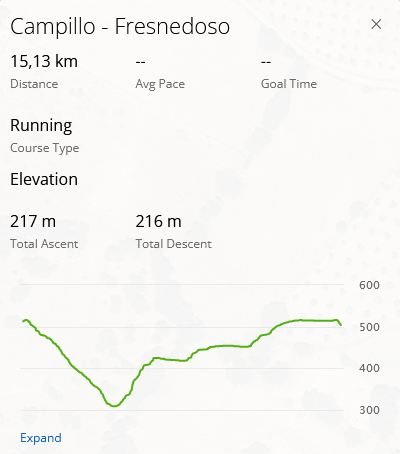 Campillo - Fresnedoso
15,13 km -- --
Distance Avg Pace Goal Time
Running
Course Type
Elevation
217 m 216 m
Total Ascent Total Descent
600
500
400
300
Expand